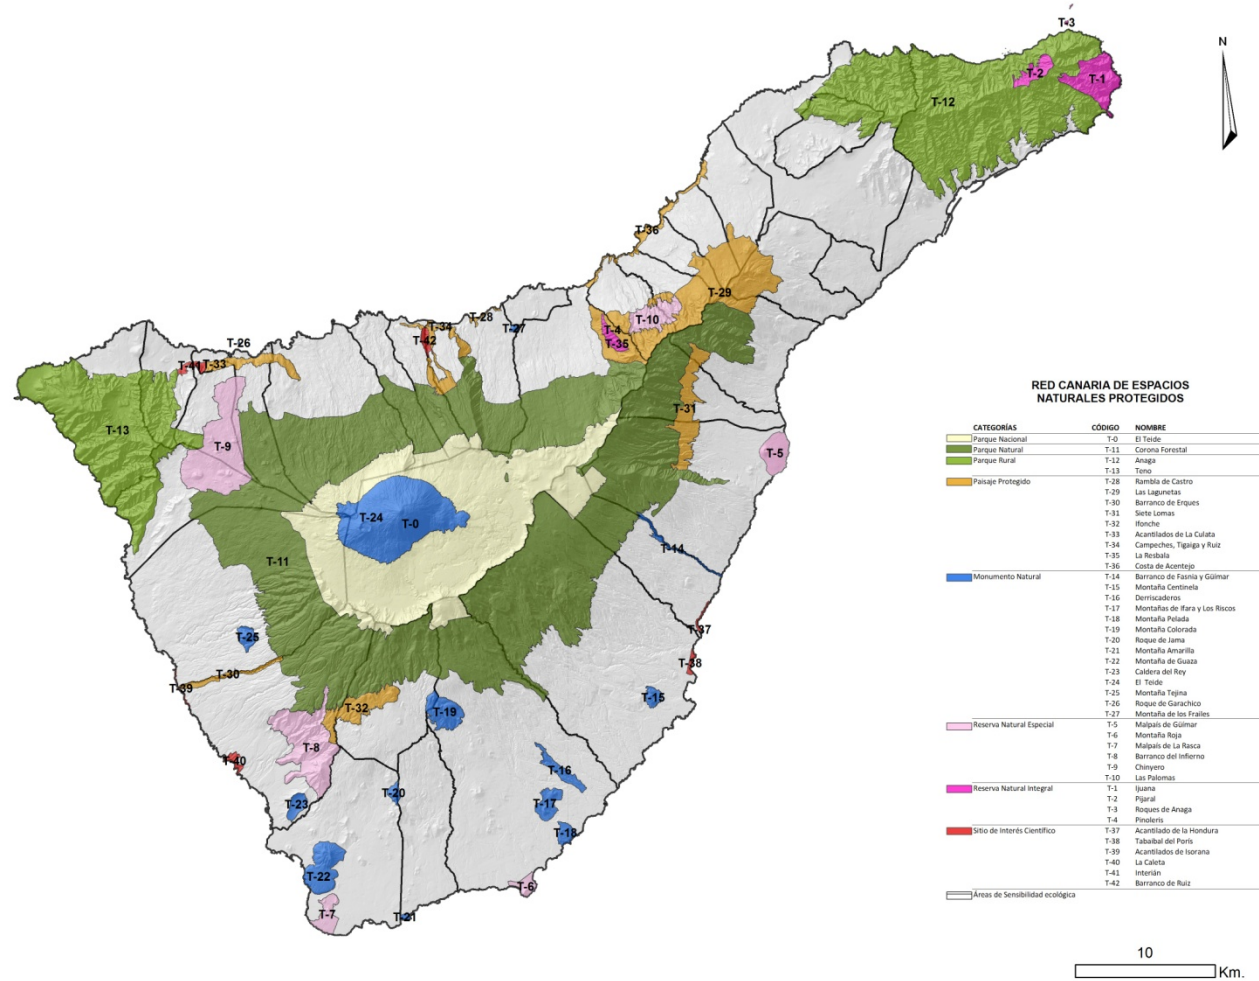 T-3
N
T-2
T-1
T-12
T-36
T-29
T-10
T-28
T-34
T-27
T-4
T-42
T-35
T-26
T-41
T-33
T-31
T-13
T-9
T-5
T-24
T-0
T-14
T-11
T-37
T-25
T-38
T-30
T-39
T-15
T-32
T-19
T-8
T-40
T-16
T-20
T-23
T-17
T-18
T-22
T-6
T-7
T-21
RED CANARIA DE ESPACIOS
NATURALES PROTEGIDOS
CATEGORÍAS CÓDIGO NOMBRE
Parque Nacional T-0 El Teide
Parque Natural T-11 Corona Forestal
Parque Rural T-12 Anaga
T-13 Teno
Paisaje Protegido T-28 Rambla de Castro
T-29 Las Lagunetas
T-30 Barranco de Erques
T-31 Siete Lomas
T-32 Ifonche
T-33 Acantilados de La Culata
T-34 Campeches, Tigaiga y Ruiz
T-35 La Resbala
T-36 Costa de Acentejo
Monumento Natural T-14 Barranco de Fasnia y Güímar
T-15 Montaña Centinela
T-16 Derriscaderos
T-17 Montañas de Ifara y Los Riscos
T-18 Montaña Pelada
T-19 Montaña Colorada
T-20 Roque de Jama
T-21 Montaña Amarilla
T-22 Montaña de Guaza
T-23 Caldera del Rey
T-24 El Teide
T-25 Montaña Tejina
T-26 Roque de Garachico
T-27 Montaña de los Frailes
Reserva Natural Especial T-5 Malpaís de Güímar
T-6 Montaña Roja
T-7 Malpaís de La Rasca
T-8 Barranco del Infierno
T-9 Chinyero
T-10 Las Palomas
Reserva Natural Integral T-1 Ijuana
T-2 Pijaral
T-3 Roques de Anaga
T-4 Pinoleris
Sitio de Interés Científico T-37 Acantilado de la Hondura
T-38 Tabaibal del Porís
T-39 Acantilados de Isorana
T-40 La Caleta
T-41 Interián
T-42 Barranco de Ruiz
Áreas de Sensibilidad ecológica
10
Km.